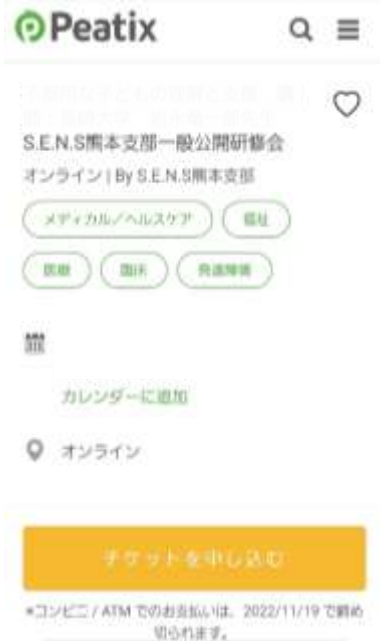 Peatix
S.E.N.S熊本支部一般公開研修会
オンライン | By S.E.N.S熊本支部
メディカル/ヘルスケア
福祉
医療
臨床
発達障害
カレンダーに追加
オンライン
チケットを申し込む
*コンビニ / ATM でのお支払いは、2022/11/19 で締め
切られます。